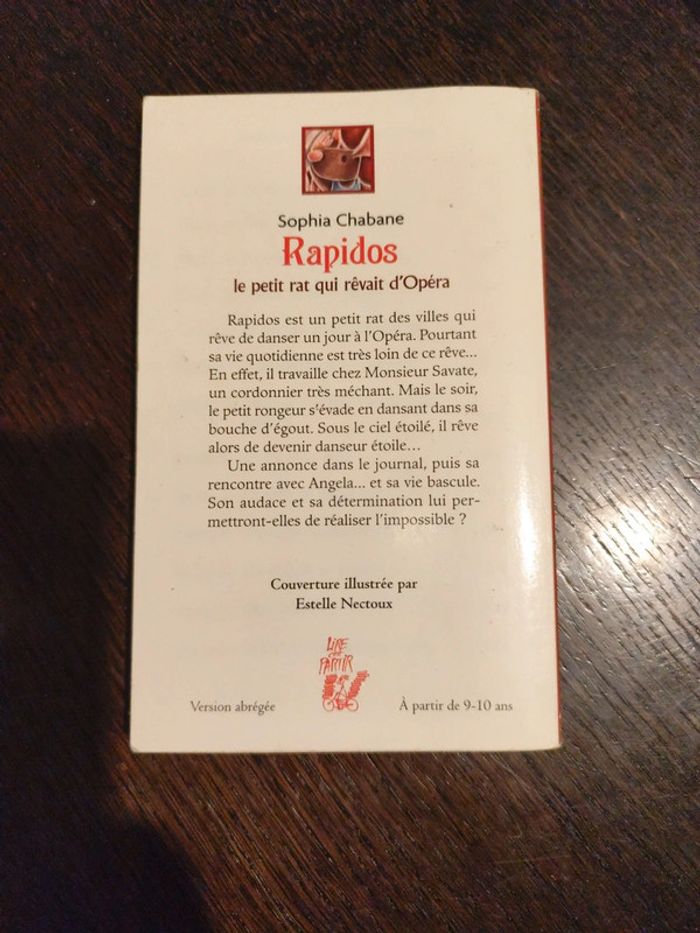 Sophia Chabane
Rapidos
le petit rat qui rêvait d'Opéra
Rapidos est un petit rat des villes qui
rêve de danser un jour à l'Opéra. Pourtant
sa vie quotidienne est très loin de ce rêve...
En effet, il travaille chez Monsieur Savate,
un cordonnier très méchant. Mais le soir,
le petit rongeur s'évade en dansant dans sa
bouche d'égout. Sous le ciel étoilé, il rêve
alors de devenir danseur étoile...
Une annonce dans le journal, puis sa
rencontre avec Angela... et sa vie bascule.
Son audace et sa détermination lui per-
mettront-elles de réaliser l'impossible ?
Couverture illustrée par
Estelle Nectoux
LIRE
c'est
PARTIR
Version abrégée
À partir de 9-10 ans